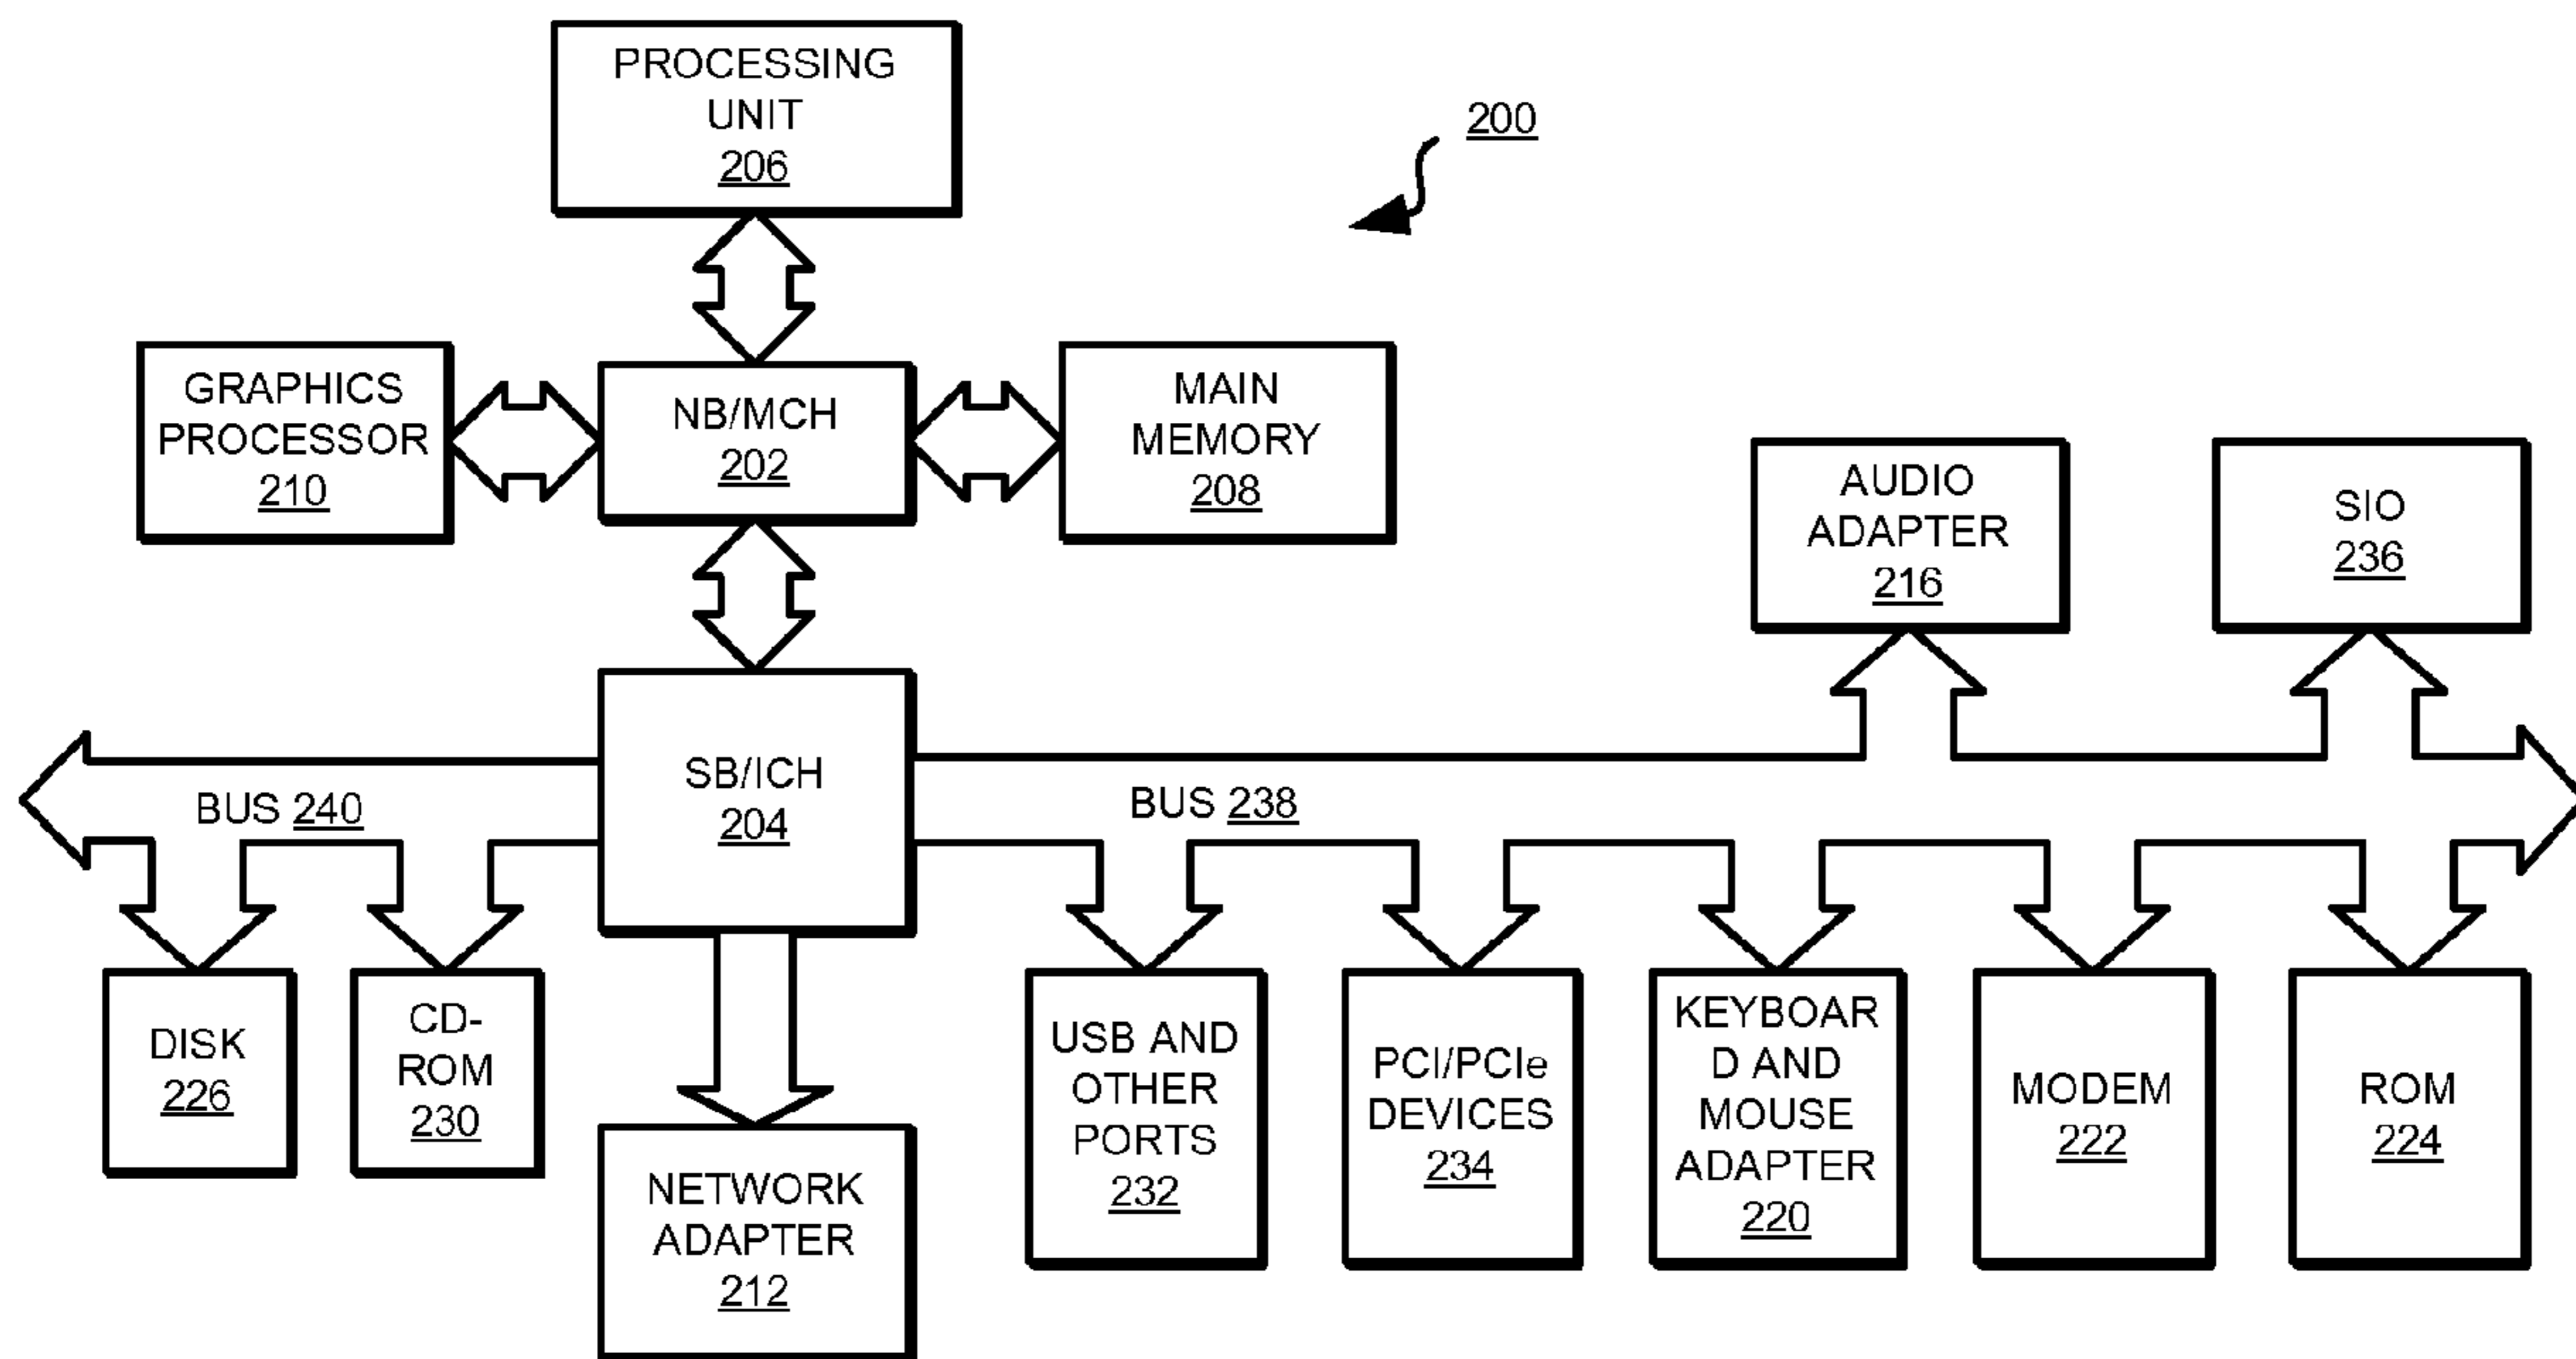 PROCESSING
UNIT
206
200
GRAPHICS
PROCESSOR
210
NB/MCH
202
MAIN
MEMORY
208
AUDIO
ADAPTER
216
SIO
236
SB/ICH
204
BUS 240
BUS 238
DISK
226
CD-
ROM
230
NETWORK
ADAPTER
212
USB AND
OTHER
PORTS
232
PCI/PCIe
DEVICES
234
KEYBOAR
D AND
MOUSE
ADAPTER
220
MODEM
222
ROM
224